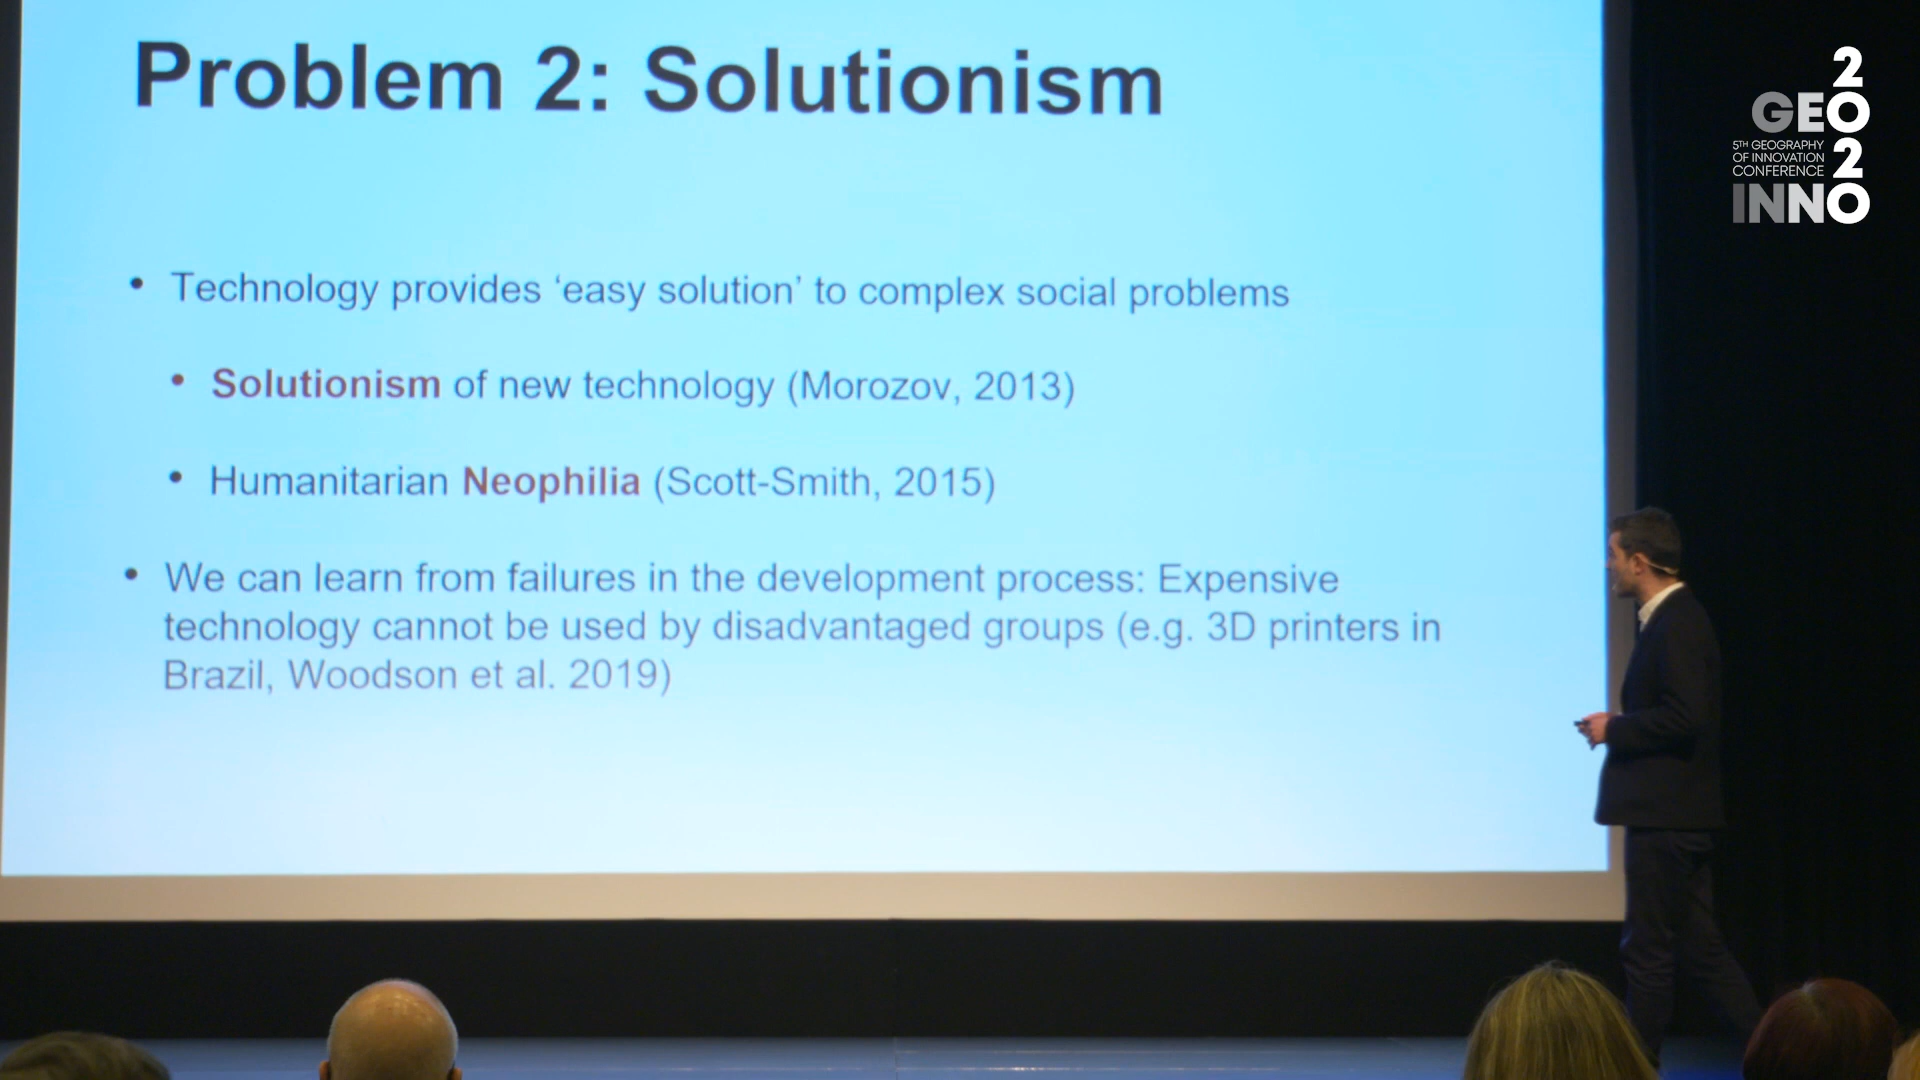 Problem 2: Solutionism
• Technology provides ‘easy solution’ to complex social problems
• Solutionism of new technology (Morozov, 2013)
• Humanitarian Neophilia (Scott-Smith, 2015)
• We can learn from failures in the development process: Expensive
technology cannot be used by disadvantaged groups (e.g. 3D printers in
Brazil, Woodson et al. 2019)
2
GEO
5TH GEOGRAPHY
OF INNOVATION
CONFERENCE
2
INNO